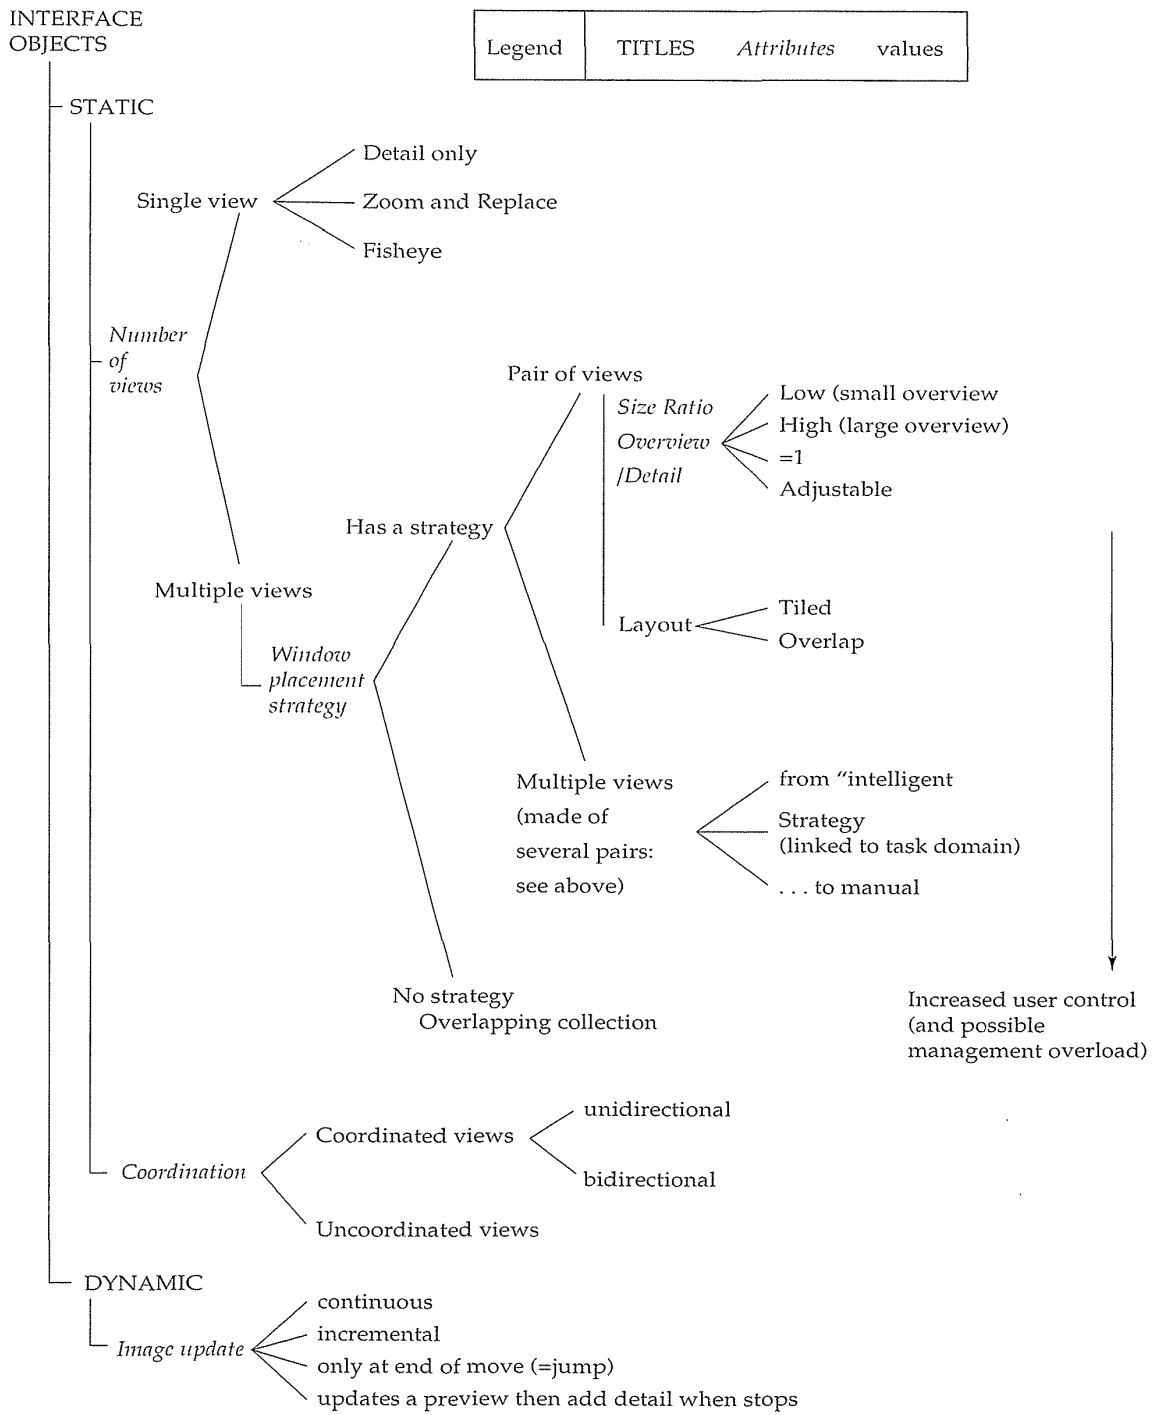 INTERFACE
OBJECTS
Legend TITLES Attributes values
STATIC
Detail only
Single view
Zoom and Replace
Fisheye
Number
of
views
Pair of views
Size Ratio
Overview
/Detail
Low (small overview
High (large overview)
=1
Adjustable
Has a strategy
Multiple views
Layout
Tiled
Overlap
Window
placement
strategy
Multiple views
(made of
several pairs:
see above)
from “intelligent
Strategy
(linked to task domain)
. . . to manual
No strategy
Overlapping collection
Increased user control
(and possible
management overload)
Coordination
Coordinated views
unidirectional
bidirectional
Uncoordinated views
DYNAMIC
Image update
continuous
incremental
only at end of move (=jump)
updates a preview then add detail when stops